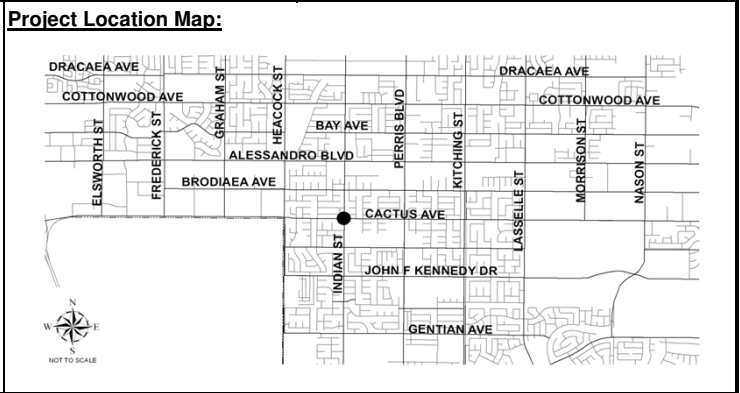 Project Location Map:
DRACAEA AVE
DRACAEA AVE
COTTONWOOD AVE
COTTONWOOD AVE
ELSWORTH ST
FREDERICK ST
GRAHAM ST
HEACOCK ST
BAY AVE
PERRIS BLVD
KITCHING ST
MORRISON ST
NASON ST
ALESSANDRO BLVD
BRODIAEA AVE
LASSELLE ST
CACTUS AVE
INDIAN ST
JOHN F KENNEDY DR
GENTIAN AVE
N
W E
S
NOT TO SCALE